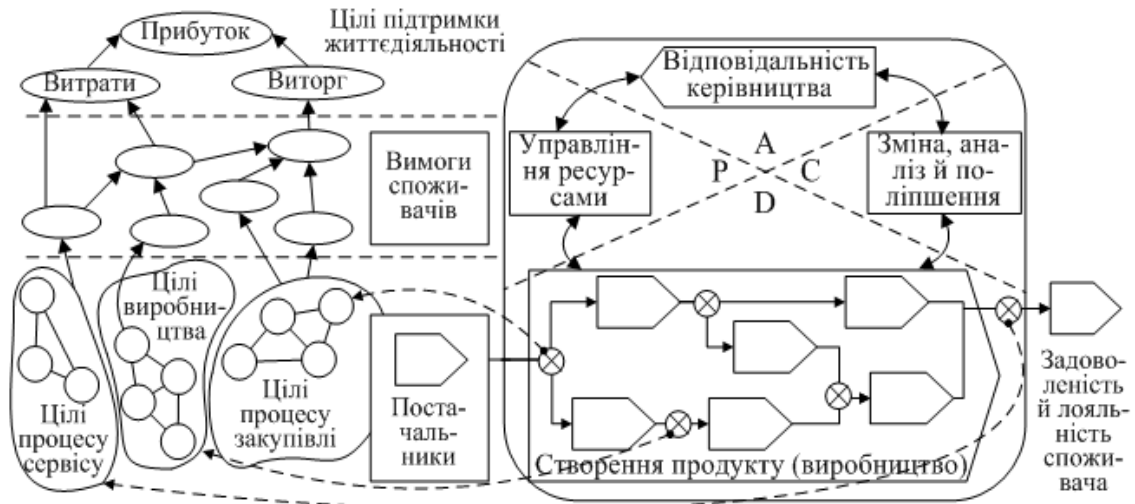 Прибуток
Цілі підтримки
життєдіяльності
Витрати
Виторг
Вимоги
спожи-
вачів
Цілі
виробни-
цтва
Цілі
процесу
сервісу
Цілі
процесу
закупівлі
Поста-
чаль-
ники
Відповідальність
керівництва
Управлін-
ня ресур-
сами
Зміна, ана-
ліз й по-
ліпшення
A
P
C
D
Створення продукту (виробництво)
Задово-
леність
й лояль-
ність
спожи-
вача